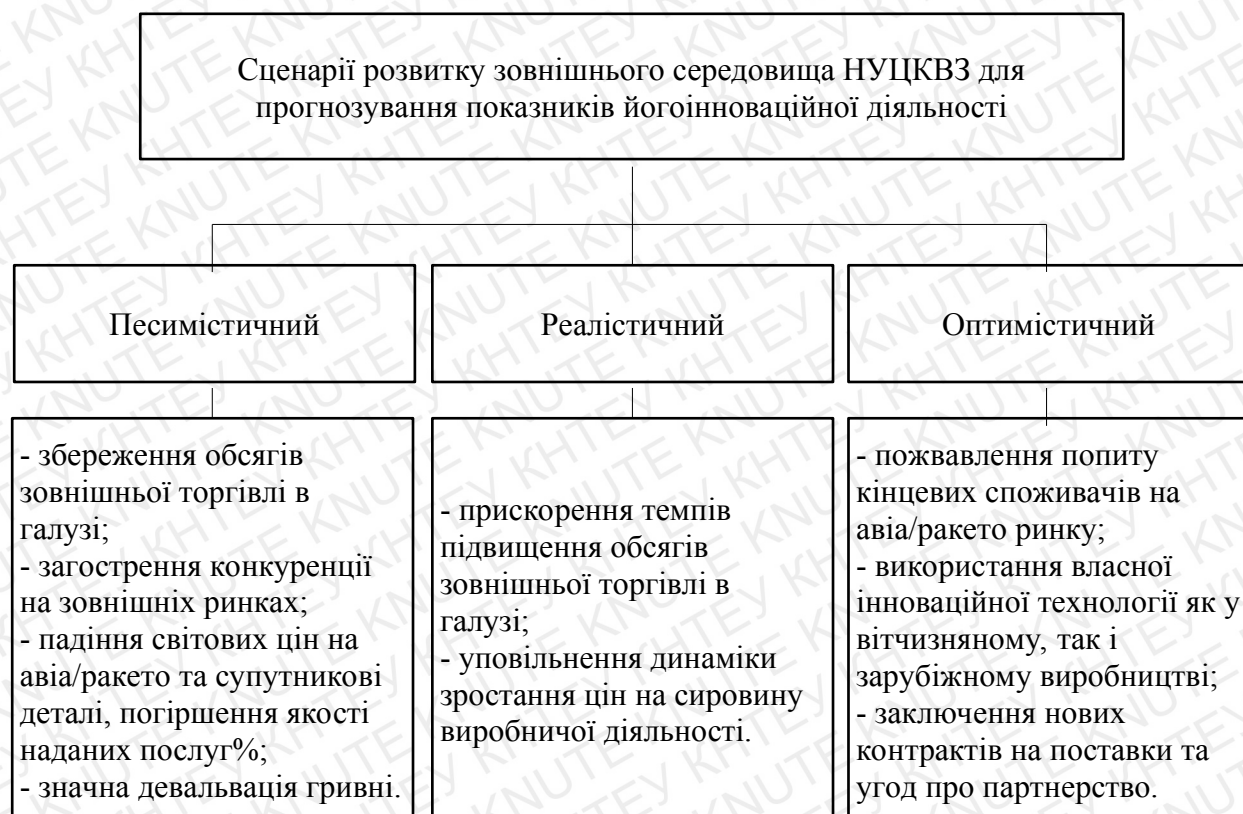 Сценарії розвитку зовнішнього середовища НУЦКВЗ для
прогнозування показників йогоінноваційної діяльності
Песимістичний
Реалістичний
Оптимістичний
- збереження обсягів
зовнішньої торгівлі в
галузі;
- загострення конкуренції
на зовнішніх ринках;
- падіння світових цін на
авіа/ракето та супутникові
деталі, погіршення якості
наданих послуг%;
- значна девальвація гривні.
- прискорення темпів
підвищення обсягів
зовнішньої торгівлі в
галузі;
- уповільнення динаміки
зростання цін на сировину
виробничої діяльності.
- пожвавлення попиту
кінцевих споживачів на
авіа/ракето ринку;
- використання власної
інноваційної технології як у
вітчизняному, так і
зарубіжному виробництві;
- заключення нових
контрактів на поставки та
угод про партнерство.